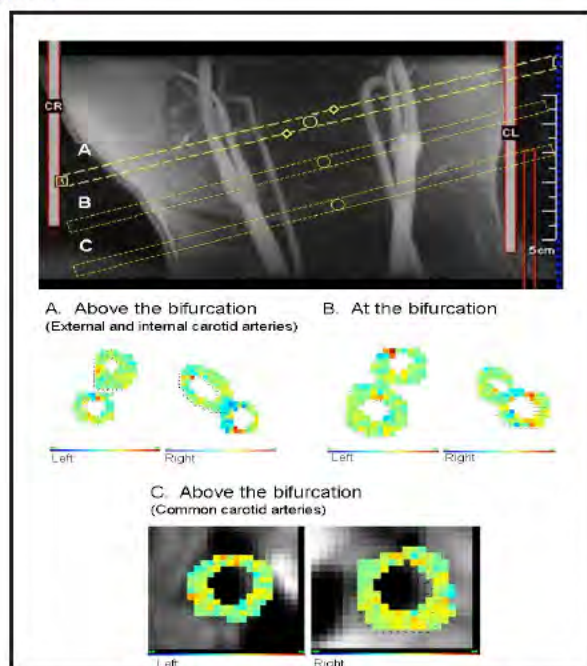 CR
A
B
C
CL
5cm
A. Above the bifurcation
(External and internal carotid arteries)
B. At the bifurcation
Left
Right
Left
Right
C. Above the bifurcation
(Common carotid arteries)
Left
Right